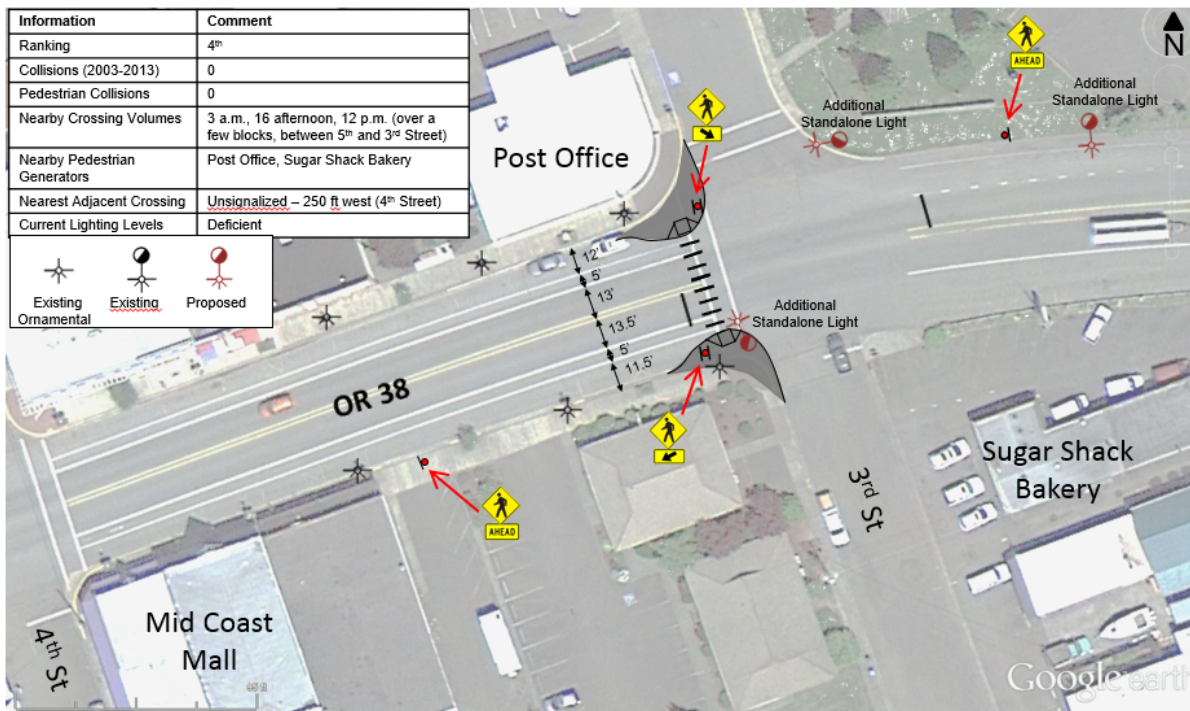 Information Comment
Ranking 4th
Collisions (2003-2013) 0
Pedestrian Collisions 0
Nearby Crossing Volumes 3 a.m., 16 afternoon, 12 p.m. (over a
few blocks, between 5th and 3rd Street)
Nearby Pedestrian Post Office, Sugar Shack Bakery
Generators
Nearest Adjacent Crossing Unsignalized – 250 ft west (4th Street)
Current Lighting Levels Deficient
Existing
Ornamental
Existing
Proposed
Post Office
AHEAD
N
Additional
Standalone Light
Additional
Standalone Light
12'
5'
13'
13.5'
5'
11.5'
Additional
Standalone Light
OR 38
AHEAD
3rd St
Sugar Shack
Bakery
Mid Coast
Mall
4th St
95 ft
Google earth